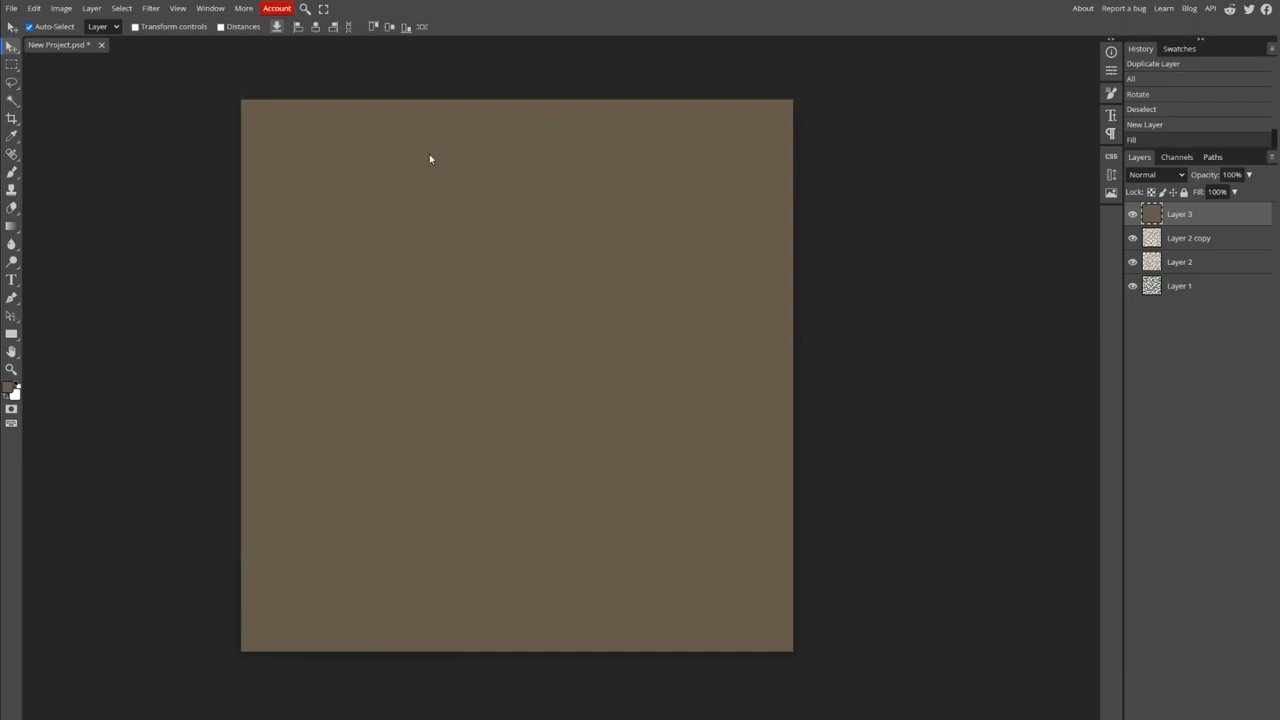 File Edit Image Layer Select Filter View Window More Account About Report a bug Learn Blog API
Auto-Select Layer Transform controls Distances
New Project.psd *
History Swatches
Duplicate Layer
All
Rotate
Deselect
New Layer
Fill
Layers Channels Paths
Normal Opacity: 100%
Lock: Fill: 100%
Layer 3
Layer 2 copy
Layer 2
Layer 1
CSS